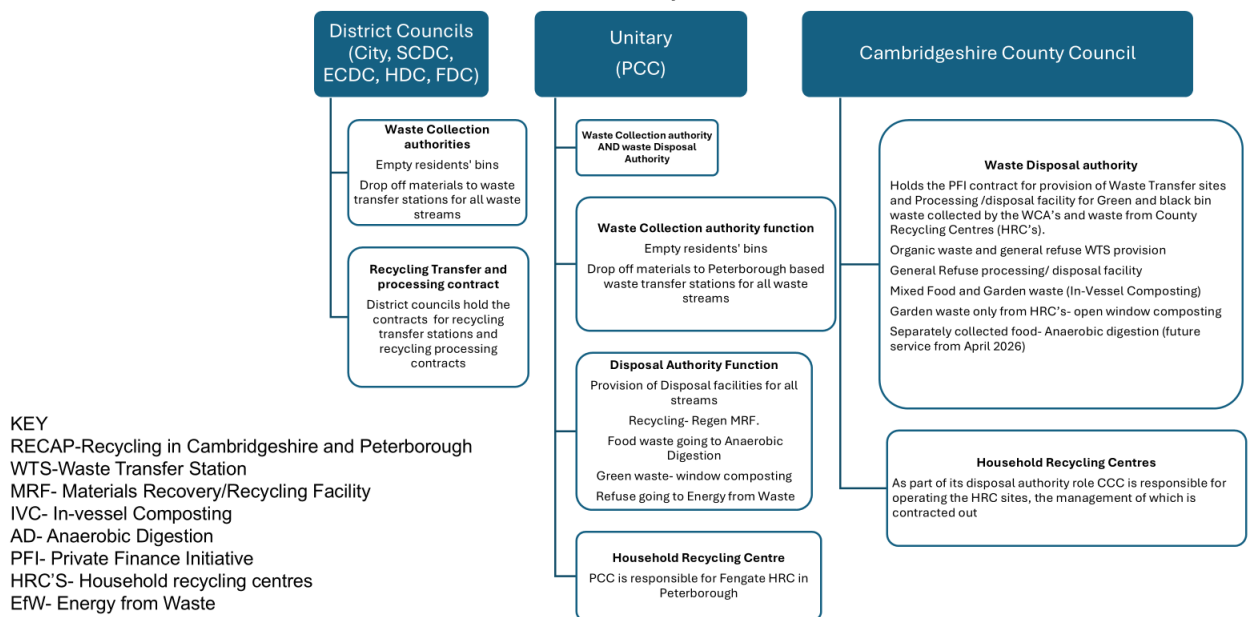 District Councils
(City, SCDC,
ECDC, HDC, FDC)
Waste Collection
authorities
Empty residents' bins
Drop off materials to waste
transfer stations for all waste
streams
Recycling Transfer and
processing contract
District councils hold the
contracts for recycling
transfer stations and
recycling processing
contracts
Unitary
(PCC)
Waste Collection authority
AND waste Disposal
Authority
Waste Collection authority function
Empty residents' bins
Drop off materials to Peterborough based
waste transfer stations for all waste
streams
Disposal Authority Function
Provision of Disposal facilities for all
streams
Recycling- Regen MRF.
Food waste going to Anaerobic
Digestion
Green waste- window composting
Refuse going to Energy from Waste
Household Recycling Centre
PCC is responsible for Fengate HRC in
Peterborough
Cambridgeshire County Council
Waste Disposal authority
Holds the PFI contract for provision of Waste Transfer sites
and Processing /disposal facility for Green and black bin
waste collected by the WCA's and waste from County
Recycling Centres (HRC's).
Organic waste and general refuse WTS provision
General Refuse processing/ disposal facility
Mixed Food and Garden waste (In-Vessel Composting)
Garden waste only from HRC's- open window composting
Separately collected food- Anaerobic digestion (future
service from April 2026)
Household Recycling Centres
As part of its disposal authority role CCC is responsible for
operating the HRC sites, the management of which is
contracted out
KEY
RECAP-Recycling in Cambridgeshire and Peterborough
WTS-Waste Transfer Station
MRF- Materials Recovery/Recycling Facility
IVC- In-vessel Composting
AD- Anaerobic Digestion
PFI- Private Finance Initiative
HRC'S- Household recycling centres
EfW- Energy from Waste